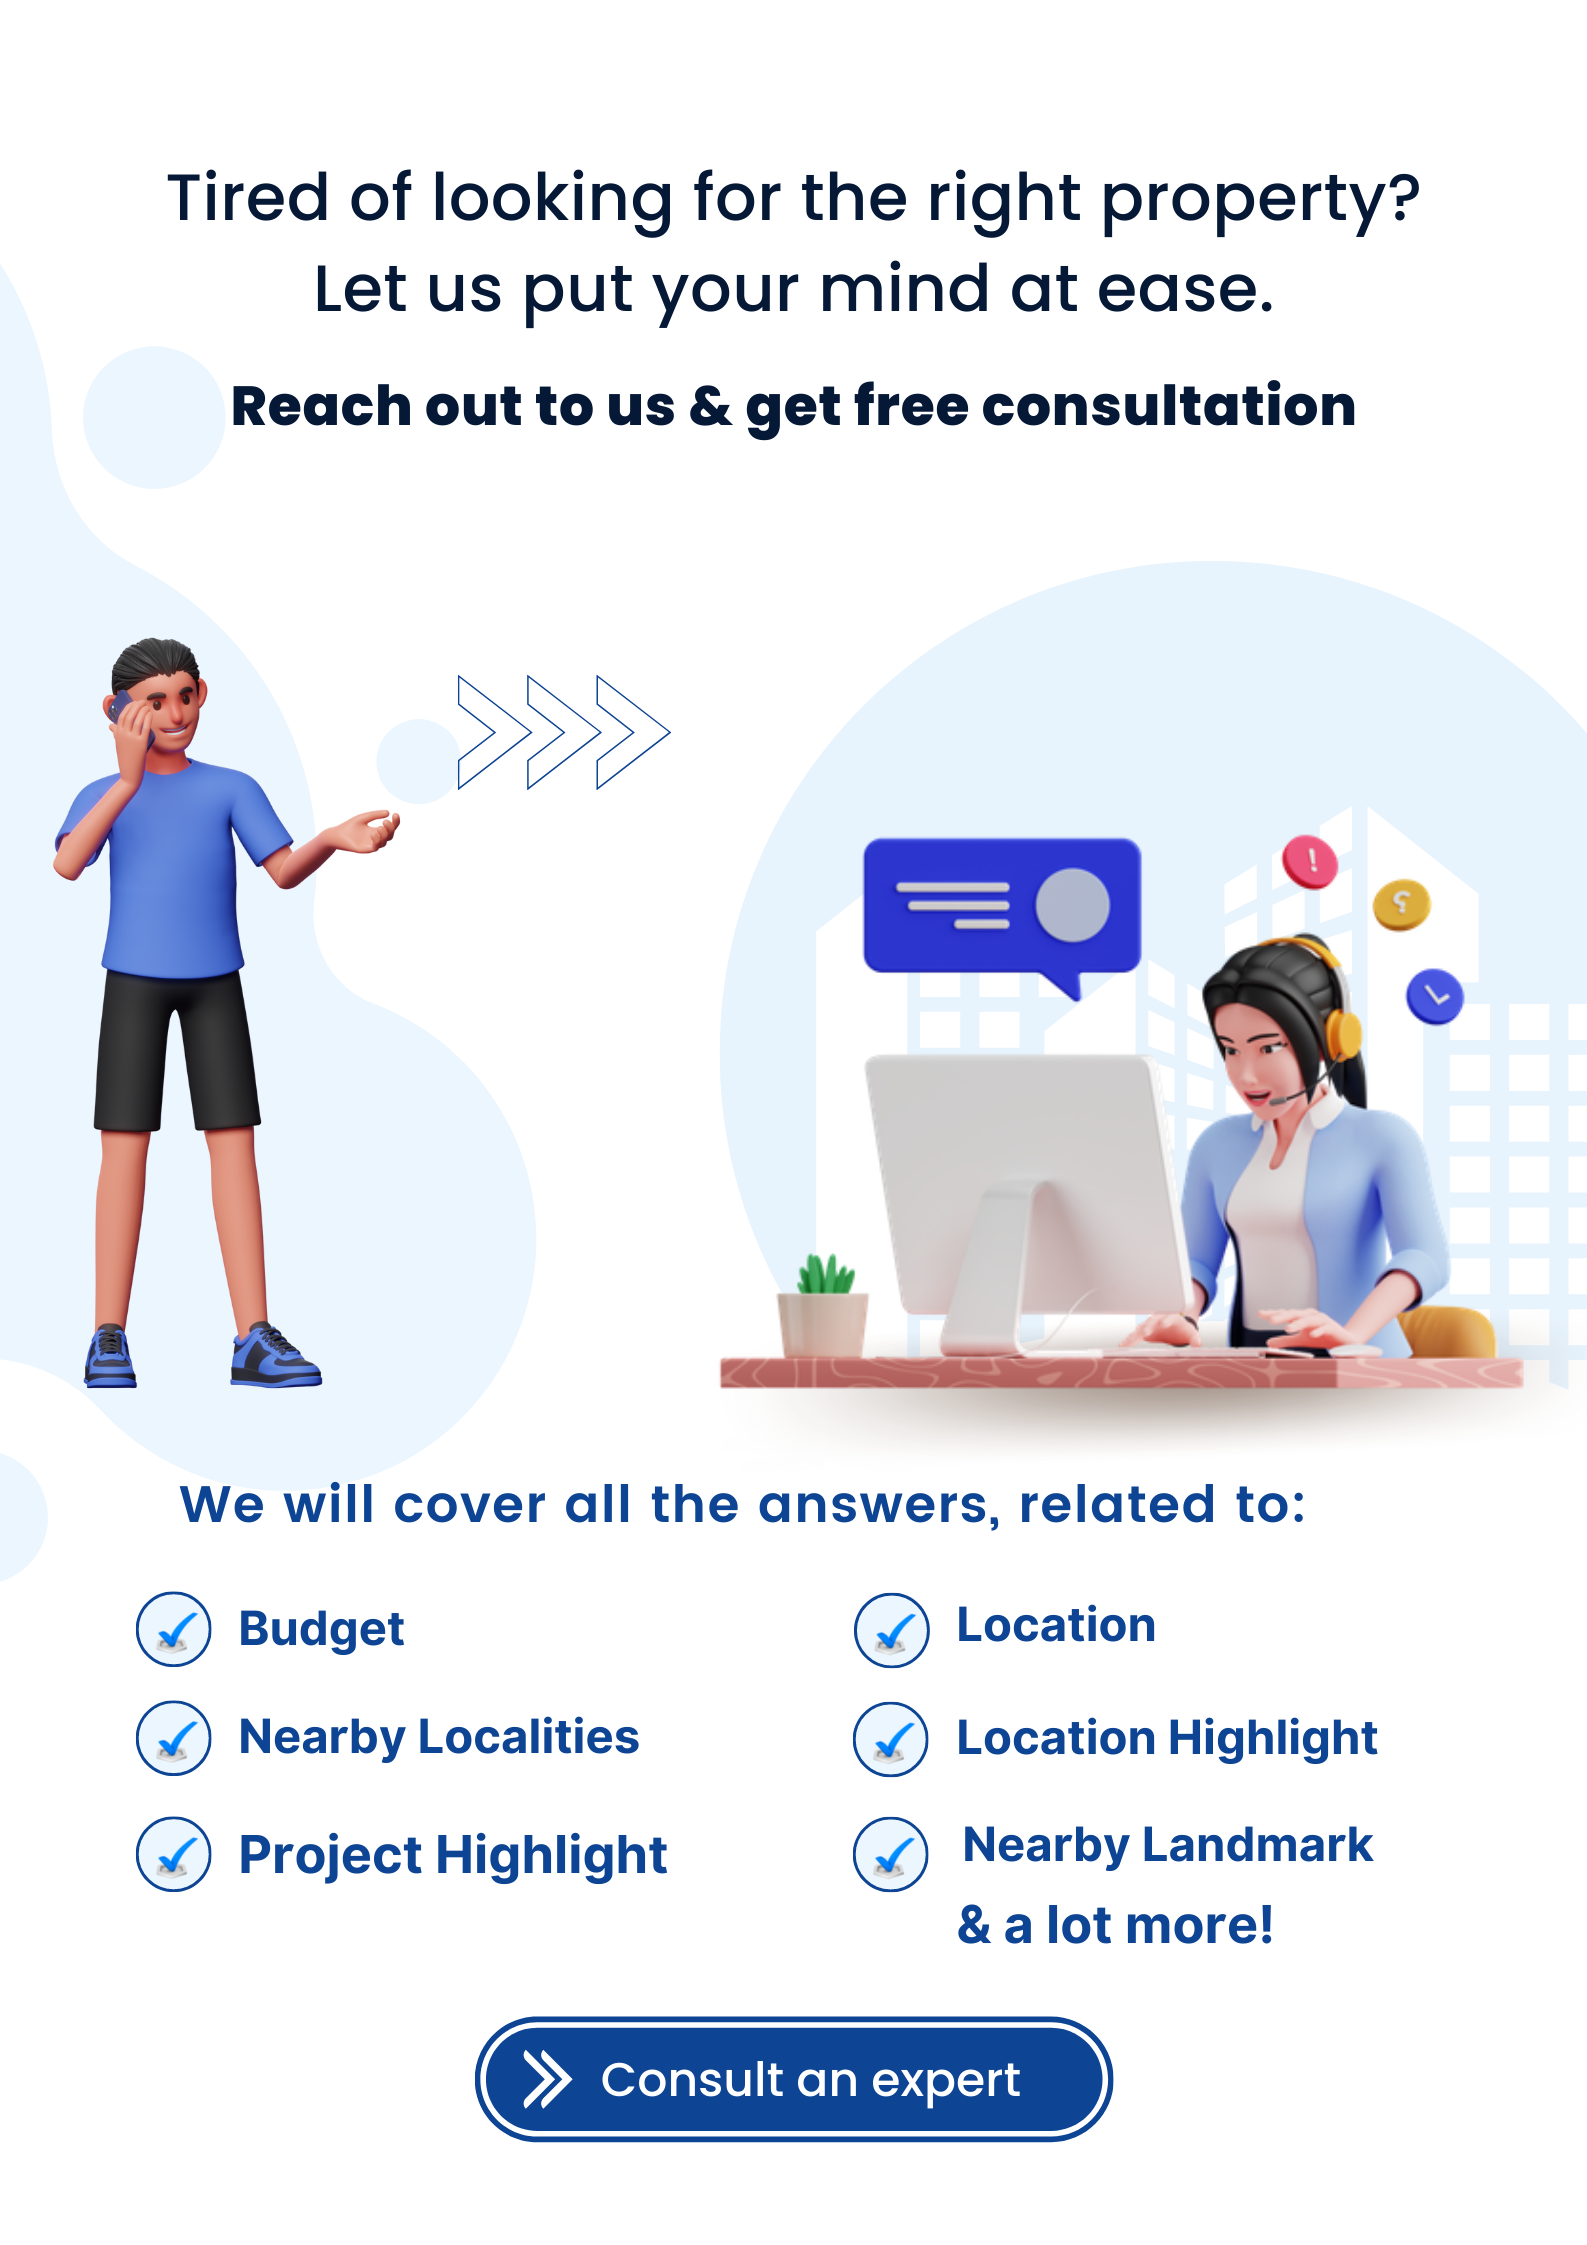 Tired of looking for the right property?
Let us put your mind at ease.
Reach out to us & get free consultation
We will cover all the answers, related to:
Budget
Location
Nearby Localities
Location Highlight
Project Highlight
Nearby Landmark
& a lot more!
Consult an expert